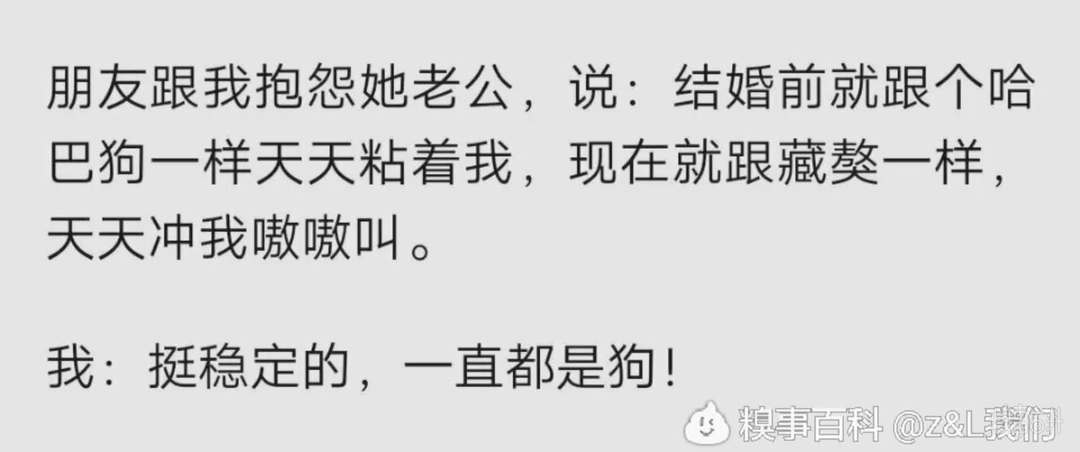 朋友跟我抱怨她老公，说：结婚前就跟个哈
巴狗一样天天粘着我，现在就跟藏獒一样，
天天冲我嗷嗷叫。
我：挺稳定的，一直都是狗！
糗事百科 @z&L我们